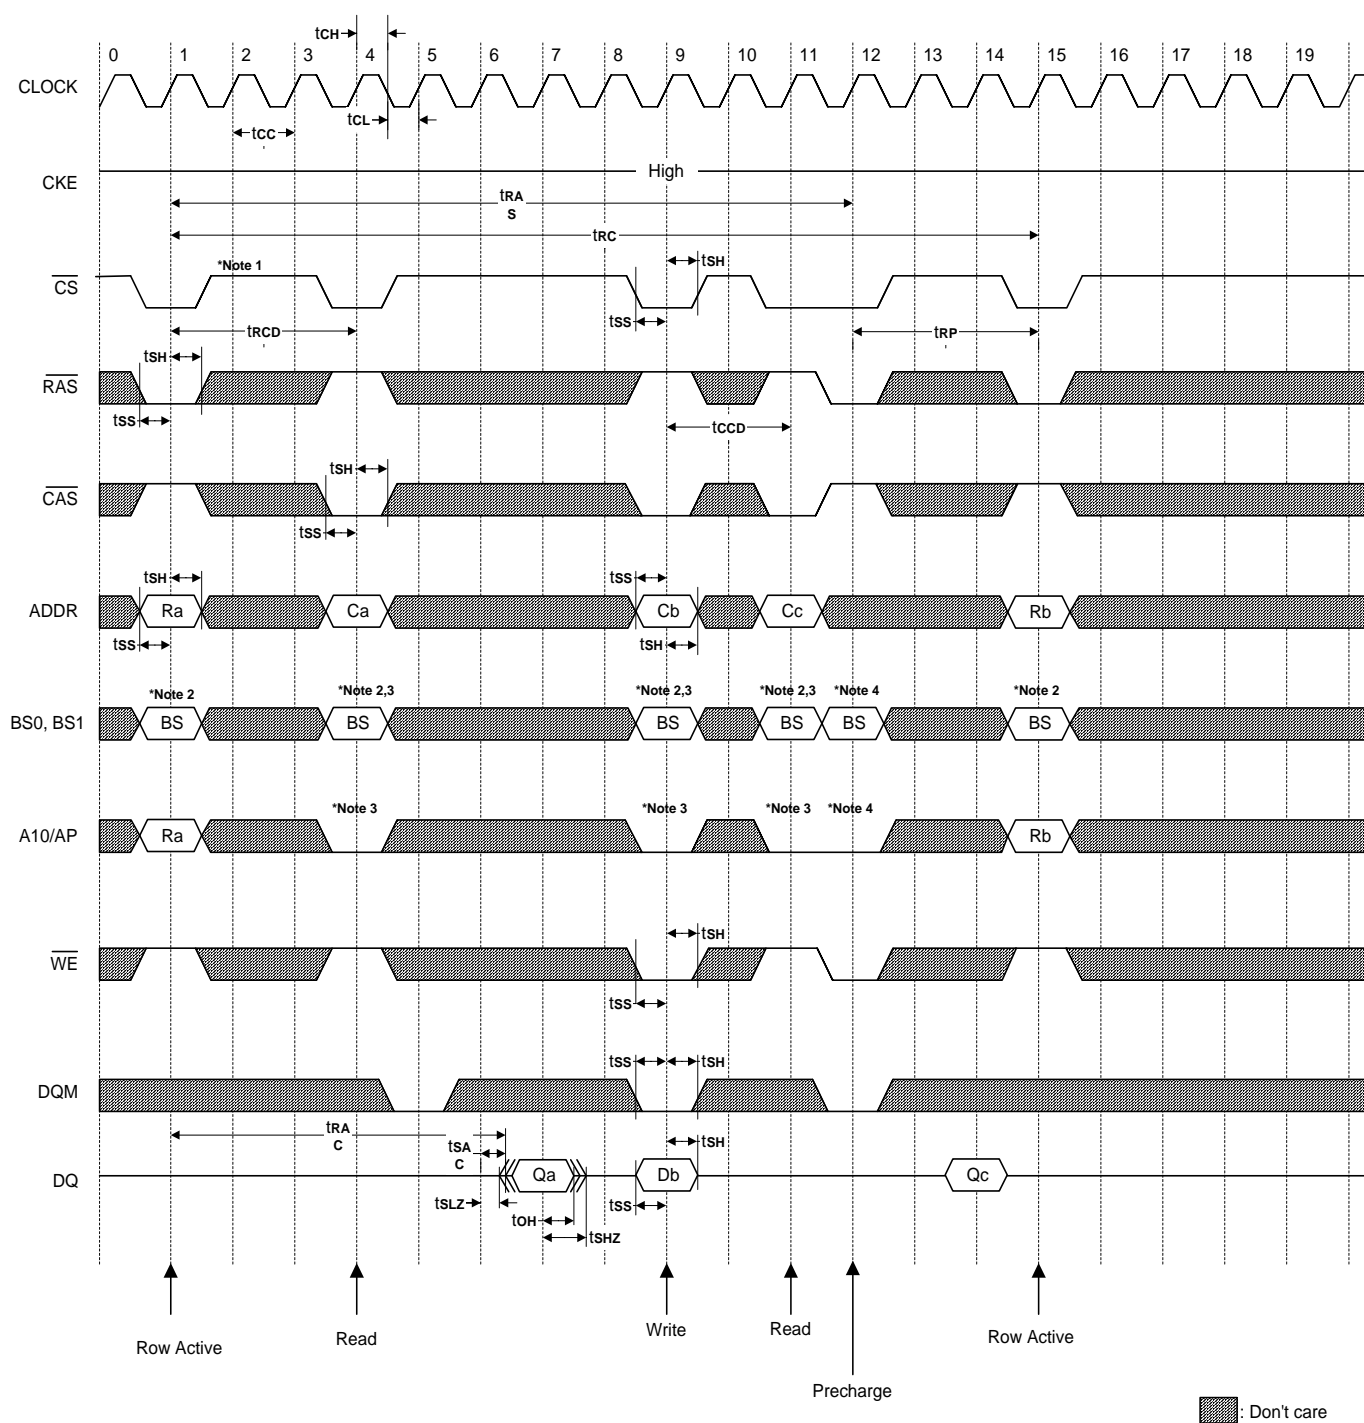 tCH
0 1 2 3 4 5 6 7 8 9 10 11 12 13 14 15 16 17 18 19
CLOCK
tCL
tCC
High
CKE
tRA
S
tRC
*Note 1
tSH
CS
tSS
tRCD
tRP
tSH
RAS
tSS
tCCD
tSH
CAS
tSS
tSH
tSS
ADDR
Ra Ca Cb Cc Rb
tSS
tSH
*Note 2 *Note 2,3 *Note 2,3 *Note 2,3 *Note 4 *Note 2
BS0, BS1
BS BS BS BS BS BS
*Note 3 *Note 3 *Note 3 *Note 4
A10/AP
Ra Rb
tSH
WE
tSS
tSS tSH
DQM
tRA
C
tSA
C
tSH
DQ
Qa Db Qc
tSLZ
tSS
tOH
tSHZ
Row Active
Read
Write
Read
Row Active
Precharge
: Don't care